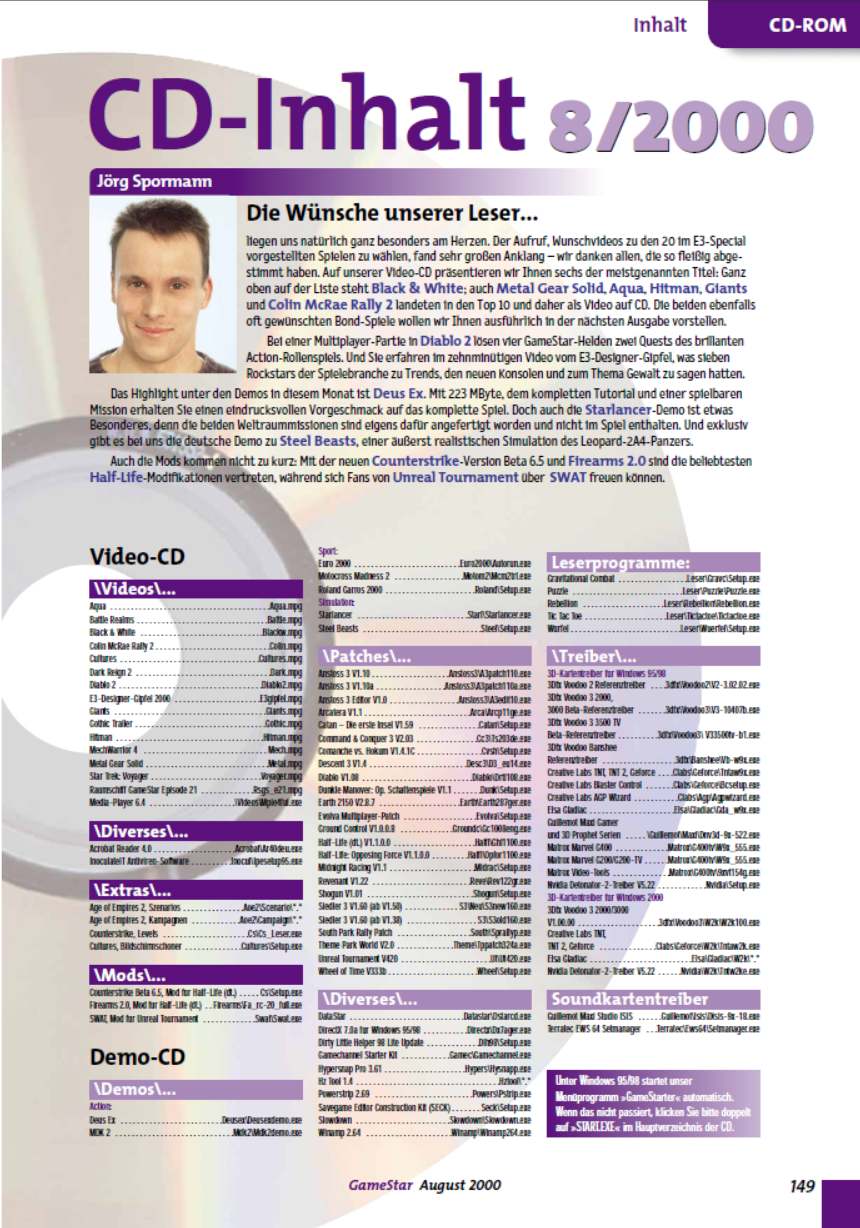 Inhalt
CD-ROM
CD-Inhalt 8/2000
Jörg Spormann
Die Wünsche unserer Leser...
liegen uns natürlich ganz besonders am Herzen. Der Aufruf, Wunschvideos zu den 20 im E3-Special
vorgestellten Spielen zu wählen, fand sehr großen Anklang – wir danken allen, die so fleißig abge-
stimmt haben. Auf unserer Video-CD präsentieren wir Ihnen sechs der meistgenannten Titel: Ganz
oben auf der Liste steht Black & White; auch Metal Gear Solid, Aqua, Hitman, Giants
und Colin McRae Rally 2 landeten in den Top 10 und daher als Video auf CD. Die beiden ebenfalls
oft gewünschten Bond-Spiele wollen wir Ihnen ausführlich in der nächsten Ausgabe vorstellen.
Bei einer Multiplayer-Partie in Diablo 2 lösen vier GameStar-Helden zwei Quests des brillanten
Action-Rollenspiels. Und Sie erfahren im zehnminütigen Video vom E3-Designer-Gipfel, was sieben
Rockstars der Spielebranche zu Trends, den neuen Konsolen und zum Thema Gewalt zu sagen hatten.
Das Highlight unter den Demos in diesem Monat ist Deus Ex. Mit 223 MByte, dem kompletten Tutorial und einer spielbaren
Mission erhalten Sie einen eindrucksvollen Vorgeschmack auf das komplette Spiel. Doch auch die Starlancer-Demo ist etwas
Besonderes, denn die beiden Weltraummissionen sind eigens dafür angefertigt worden und nicht im Spiel enthalten. Und exklusiv
gibt es bei uns die deutsche Demo zu Steel Beasts, einer äußerst realistischen Simulation des Leopard-2A4-Panzers.
Auch die Mods kommen nicht zu kurz: Mit der neuen Counterstrike-Version Beta 6.5 und Firearms 2.0 sind die beliebtesten
Half-Life-Modifikationen vertreten, während sich Fans von Unreal Tournament über SWAT freuen können.
Video-CD
\Videos\...
Aqua Aqua.mpg
Battle Realms Battle.mpg
Black & White Blackw.mpg
Colin McRae Rally 2 Colin.mpg
Cultures Cultures.mpg
Dark Reign 2 Dark.mpg
Diablo 2 Diablo2.mpg
E3-Designer-Gipfel 2000 E3gipfel.mpg
Giants Giants.mpg
Gothic Trailer Gothic.mpg
Hitman Hitman.mpg
MechWarrior 4 Mech.mpg
Metal Gear Solid Metal.mpg
Star Trek: Voyager Voyager.mpg
Raumschiff GameStar Episode 21 Rsgs_e21.mpg
Media-Player 6.4
\Diverses\...
Acrobat Reader 4.0 Acrobat\Ar40deu.exe
InoculateIT Antiviren-Software Inocul\Ipesetup95.exe
\Extras\...
Age of Empires 2, Szenarios Aoe2\Scenario\*.*
Age of Empires 2, Kampagnen Aoe2\Campaign\*.*
Counterstrike, Levels Cs\Cs_Leser.exe
Cultures, Bildschirmschoner Cultures\Setup.exe
\Mods\...
Counterstrike Beta 6.5, Mod für Half-Life (dt.) Cs\Setup.exe
Firearms 2.0, Mod für Half-Life (dt.) Firearms\Fa_rc-20_full.exe
SWAT, Mod für Unreal Tournament Swat\Swat.exe
Demo-CD
\Demos\...
Action:
Deus Ex Deusex\Deusexdemo.exe
MDK 2 Mdk2\Mdk2demo.exe
Sport:
Euro 2000 Euro2000\Autorun.exe
Motocross Madness 2 Motom2\Mcm2trl.exe
Roland Garros 2000 Roland\Setup.exe
Simulation:
Starlancer Starl\Starlancer.exe
Steel Beasts Steel\Setup.exe
\Patches\...
Anstoss 3 V1.10 Anstoss3\A3patch110.exe
Anstoss 3 V1.10a Anstoss3\A3patch110a.exe
Anstoss 3 Editor V1.0 Anstoss3\A3edit10.exe
Arcatera V1.1 Arca\Arcp11ge.exe
Catan – Die erste Insel V1.59 Catan\Setup.exe
Command & Conquer 3 V2.03 Cc3\Ts203de.exe
Comanche vs. Hokum V1.4.1C Cvsh\Setup.exe
Descent 3 V1.4 Desc3\D3_eu14.exe
Diablo V1.08 Diablo\Drtl108.exe
Dunkle Manöver: Op. Schattenspiele V1.1 Dunk\Setup.exe
Earth 2150 V2.8.7 Earth\Earth287ger.exe
Evolva Multiplayer-Patch Evolva\Setup.exe
Ground Control V1.0.0.8 Groundc\Gc1008eng.exe
Half-Life (dt.) V1.1.0.0 Half\Ghl1100.exe
Half-Life: Opposing Force V1.1.0.0 Half\Opfor1100.exe
Midnight Racing V1.1 Midraci\Setup.exe
Revenant V1.22 Reve\Rev122gr.exe
Shogun V1.01 Shogun\Setup.exe
Siedler 3 V1.60 (ab V1.50) S3\Neu\S3new160.exe
Siedler 3 V1.60 (ab V1.38) S3\S3old160.exe
South Park Rally Patch South\Sprallyp.exe
Theme Park World V2.0 Theme\Tppatch324a.exe
Unreal Tournament V420 Ut\Ut420.exe
Wheel of Time V333b Wheel\Setup.exe
\Diverses\...
DataStar Datastar\Dstarcd.exe
DirectX 7.0a für Windows 95/98 Directx\Dx7ager.exe
Dirty Little Helper 98 Lite Update Dlh98\Setup.exe
Gamechannel Starter Kit Gamec\Gamechannel.exe
Hypersnap Pro 3.61 Hypers\Hysnapp.exe
Hz Tool 1.4 Hztool\*.*
Powerstrip 2.69 Powers\Pstrip.exe
Savegame Editor Construction Kit (SECK) Seck\Setup.exe
Slowdown Slowdown\Slowdown.exe
Winamp 2.64 Winamp\Winamp264.exe
Leserprogramme:
Gravitational Combat Leser\Gravc\Setup.exe
Puzzle Leser\Puzzle\Puzzle.exe
Rebellion Leser\Rebellion\Rebellion.exe
Tic Tac Toe Leser\Tictactoe\Tictactoe.exe
Würfel Leser\Wuerfel\Setup.exe
\Treiber\...
3D-Kartentreiber für Windows 95/98
3Dfx Voodoo 2 Referenztreiber 3dfx\Voodoo2\V2-3.02.02.exe
3Dfx Voodoo 3 2000,
3000 Beta-Referenztreiber 3dfx\Voodoo3\V3-10407b.exe
3Dfx Voodoo 3 3500 TV
Beta-Referenztreiber 3dfx\Voodoo3\V33500tv-b1.exe
3Dfx Voodoo Banshee
Referenztreiber 3dfx\Banshee\Vb-w9x.exe
Creative Labs TNT, TNT 2, Geforce Clabs\Geforce\Tntaw9x.exe
Creative Labs Blaster Control Clabs\Geforce\Bcsetup.exe
Creative Labs AGP Wizard Clabs\Agp\Agpwizard.exe
Elsa Gladiac Elsa\Gladiac\Gda_w9x.exe
Guillemot Maxi Gamer
und 3D Prophet Serien \Guillemot\Maxi\Dnv3d-9x-522.exe
Matrox Marvel G400 Matrox\G400tv\W9x_555.exe
Matrox Marvel G200/G200-TV Matrox\G400tv\W9x_555.exe
Matrox Video-Tools Matrox\G400tv\9mt154g.exe
Nvidia Detonator-2-Treiber V5.22 Nvidia\Setup.exe
3D-Kartentreiber für Windows 2000
3Dfx Voodoo 3 2000/3000
V1.00.00 3dfx\Voodoo3\W2k\W2k100.exe
Creative Labs TNT,
TNT 2, Geforce Clabs\Geforce\W2k\Tntaw2k.exe
Elsa Gladiac Elsa\Gladiac\W2k\*.*
Nvidia Detonator-2-Treiber V5.22 Nvidia\W2k\Tntw2ke.exe
Soundkartentreiber
Guillemot Maxi Studio ISIS Guillemot\Isis\Disis-9x-18.exe
Terratec EWS 64 Setmanager Terratec\Ews64\Setmanager.exe
Unter Windows 95/98 startet unser
Menüprogramm »GameStarter« automatisch.
Wenn das nicht passiert, klicken Sie bitte doppelt
auf »START.EXE« im Hauptverzeichnis der CD.
GameStar August 2000
149